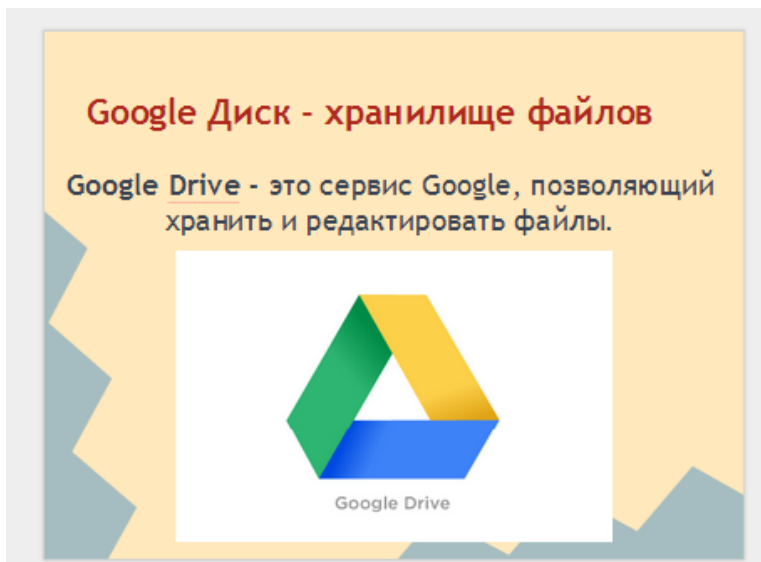 Google Диск - хранилище файлов
Google Drive - это сервис Google, позволяющий
хранить и редактировать файлы.
Google Drive